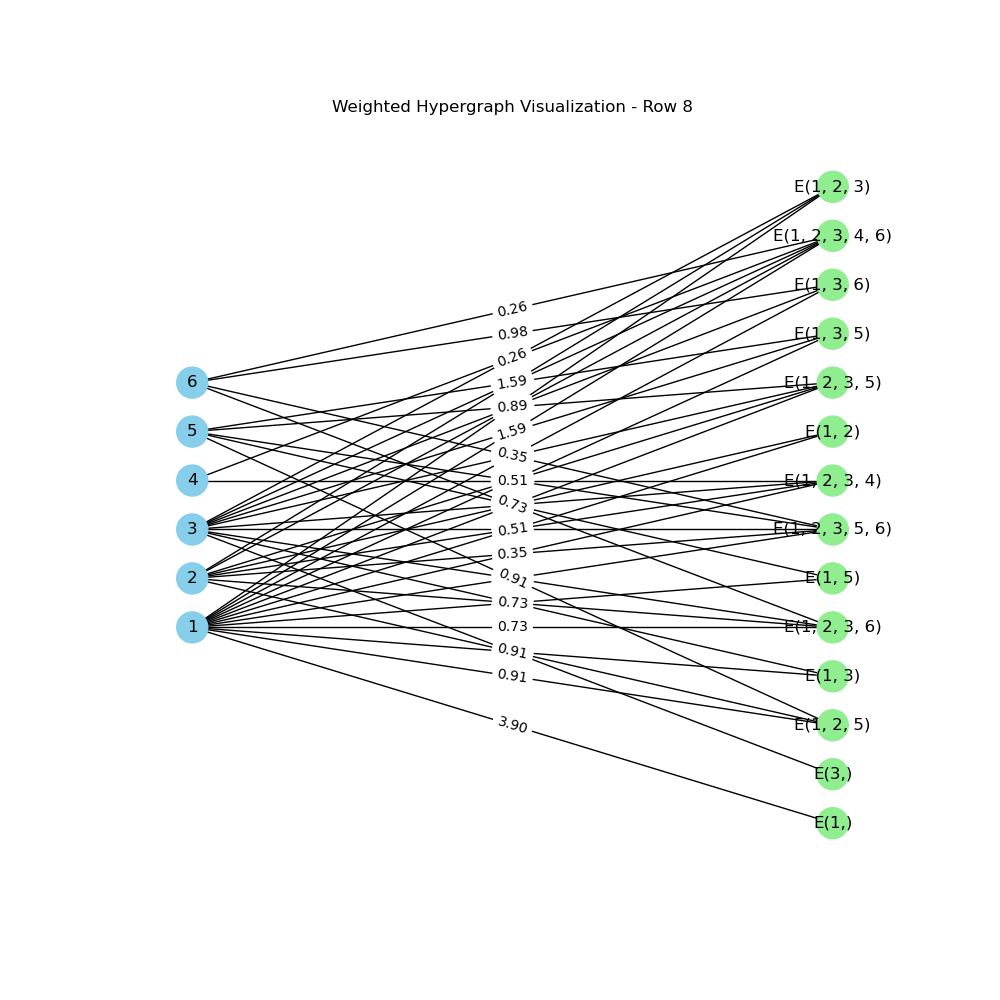 Weighted Hypergraph Visualization - Row 8
E(1, 2, 3)
E(1, 2, 3, 4, 6)
E(1, 3, 6)
0.26
0.98
E(1, 3, 5)
0.26
6
1.59
E(1, 2, 3, 5)
0.89
5
1.59
E(1, 2)
0.35
4
0.51
E(1, 2, 3, 4)
0.73
3
0.51
E(1, 2, 3, 5, 6)
0.35
2
0.91
E(1, 5)
0.73
1
0.73
E(1, 2, 3, 6)
0.91
0.91
E(1, 3)
3.90
E(1, 2, 5)
E(3,)
E(1,)